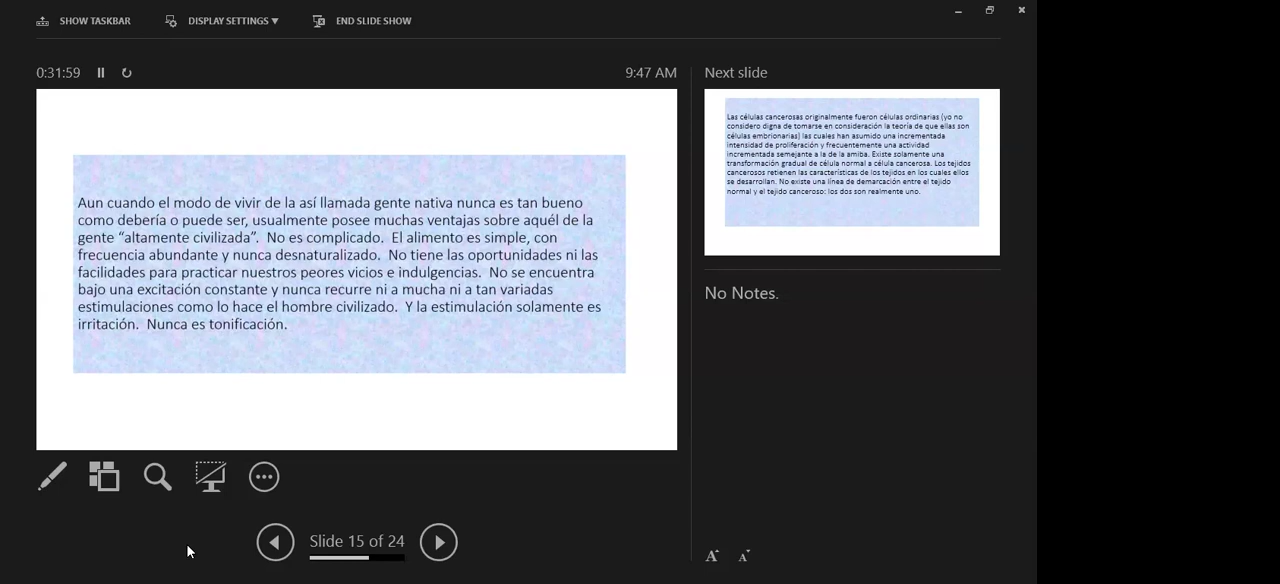 SHOW TASKBAR
DISPLAY SETTINGS ▼
END SLIDE SHOW
0:31:59
9:47 AM
Aun cuando el modo de vivir de la así llamada gente nativa nunca es tan bueno
como debería o puede ser, usualmente posee muchas ventajas sobre aquél de la
gente “altamente civilizada”.  No es complicado.  El alimento es simple, con
frecuencia abundante y nunca desnaturalizado.  No tiene las oportunidades ni las
facilidades para practicar nuestros peores vicios e indulgencias.  No se encuentra
bajo una excitación constante y nunca recurre ni a mucha ni a tan variadas
estimulaciones como lo hace el hombre civilizado.  Y la estimulación solamente es
irritación.  Nunca es tonificación.
Slide 15 of 24
Next slide
Las células cancerosas originalmente fueron células ordinarias (yo no
considero digna de tomarse en consideración la teoría de que ellas son
células embrionarias) las cuales han asumido una incrementada
intensidad de proliferación y frecuentemente una actividad
incrementada semejante a la de la amiba. Existe solamente una
transformación gradual de célula normal a célula cancerosa. Los tejidos
cancerosos retienen las características de los tejidos en los cuales ellos
se desarrollan. No existe una línea de demarcación entre el tejido
normal y el tejido canceroso: los dos son realmente uno.
No Notes.
A A